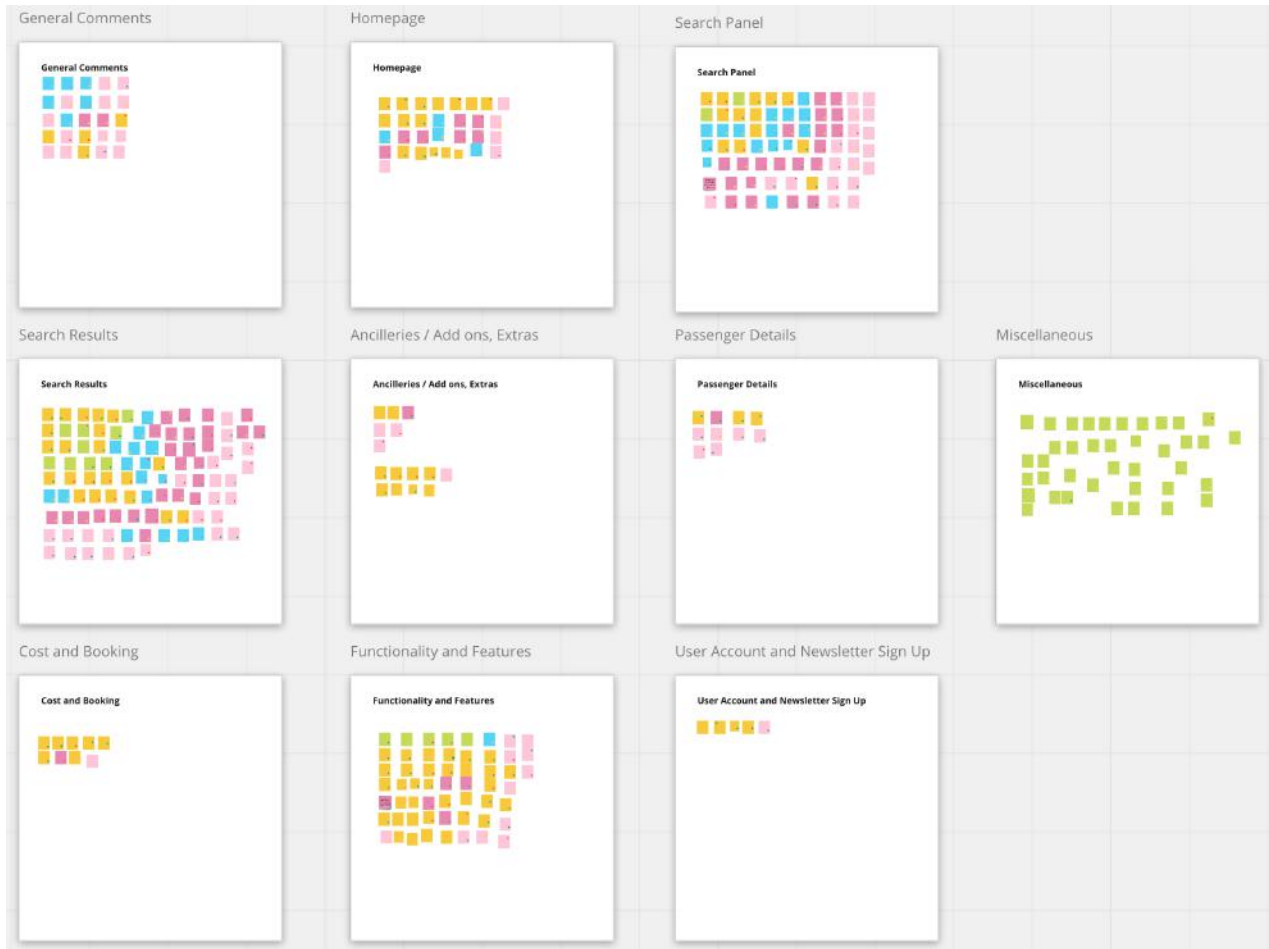 General Comments
Homepage
Search Panel
General Comments
Homepage
Search Panel
Search Results
Ancilleries / Add ons, Extras
Passenger Details
Miscellaneous
Search Results
Ancilleries / Add ons, Extras
Passenger Details
Miscellaneous
Cost and Booking
Functionality and Features
User Account and Newsletter Sign Up
Cost and Booking
Functionality and Features
User Account and Newsletter Sign Up